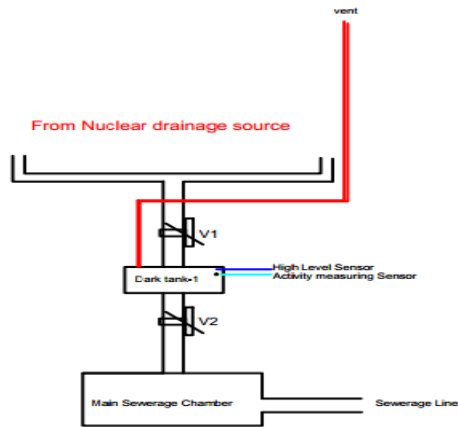 vent
From Nuclear drainage source
V1
High Level Sensor
Dark tank-1
Activity measuring Sensor
V2
Main Sewerage Chamber
Sewerage Line